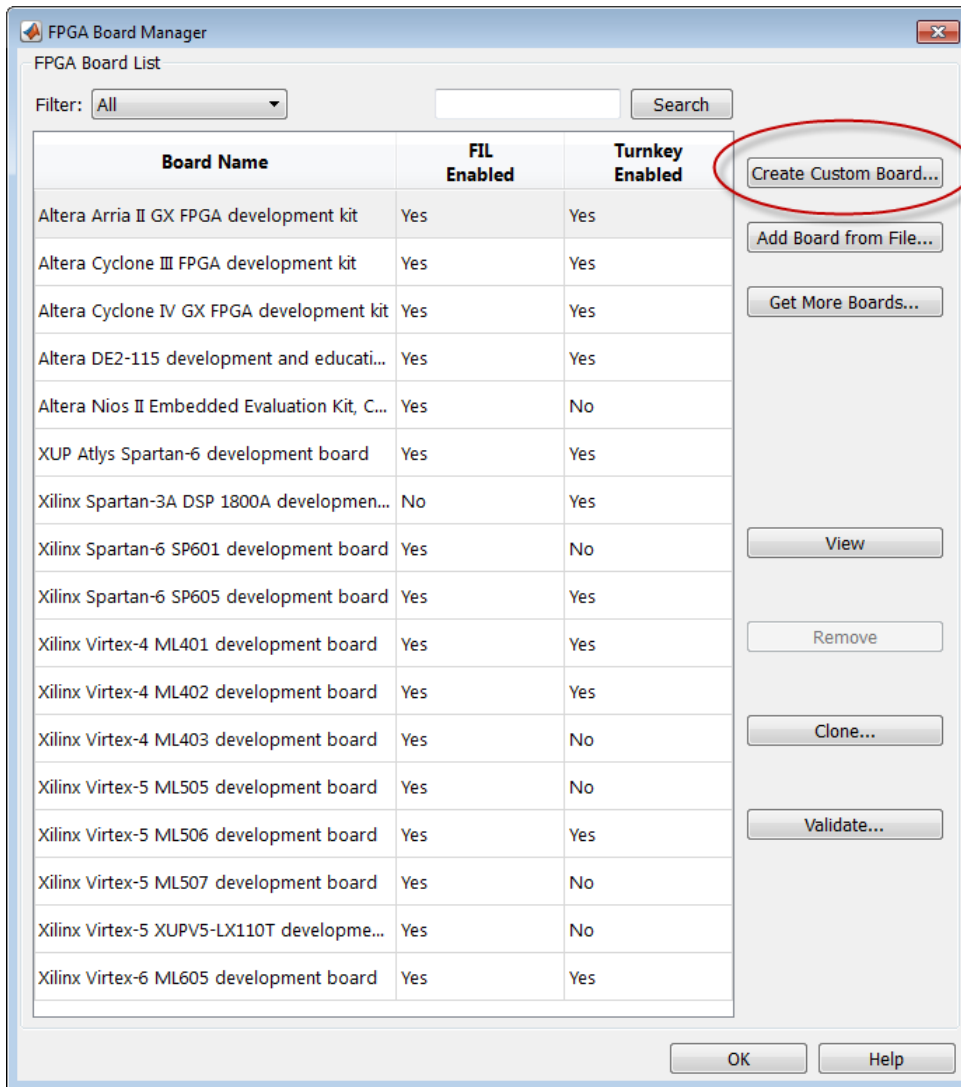 FPGA Board Manager
FPGA Board List
Filter: All Search
Board Name FIL Enabled Turnkey Enabled
Altera Arria II GX FPGA development kit Yes Yes
Altera Cyclone III FPGA development kit Yes Yes
Altera Cyclone IV GX FPGA development kit Yes Yes
Altera DE2-115 development and educati... Yes Yes
Altera Nios II Embedded Evaluation Kit, C... Yes No
XUP Atlys Spartan-6 development board Yes Yes
Xilinx Spartan-3A DSP 1800A developmen... No Yes
Xilinx Spartan-6 SP601 development board Yes No
Xilinx Spartan-6 SP605 development board Yes Yes
Xilinx Virtex-4 ML401 development board Yes Yes
Xilinx Virtex-4 ML402 development board Yes Yes
Xilinx Virtex-4 ML403 development board Yes No
Xilinx Virtex-5 ML505 development board Yes No
Xilinx Virtex-5 ML506 development board Yes Yes
Xilinx Virtex-5 ML507 development board Yes No
Xilinx Virtex-5 XUPV5-LX110T developme... Yes No
Xilinx Virtex-6 ML605 development board Yes Yes
Create Custom Board...
Add Board from File...
Get More Boards...
View
Remove
Clone...
Validate...
OK Help